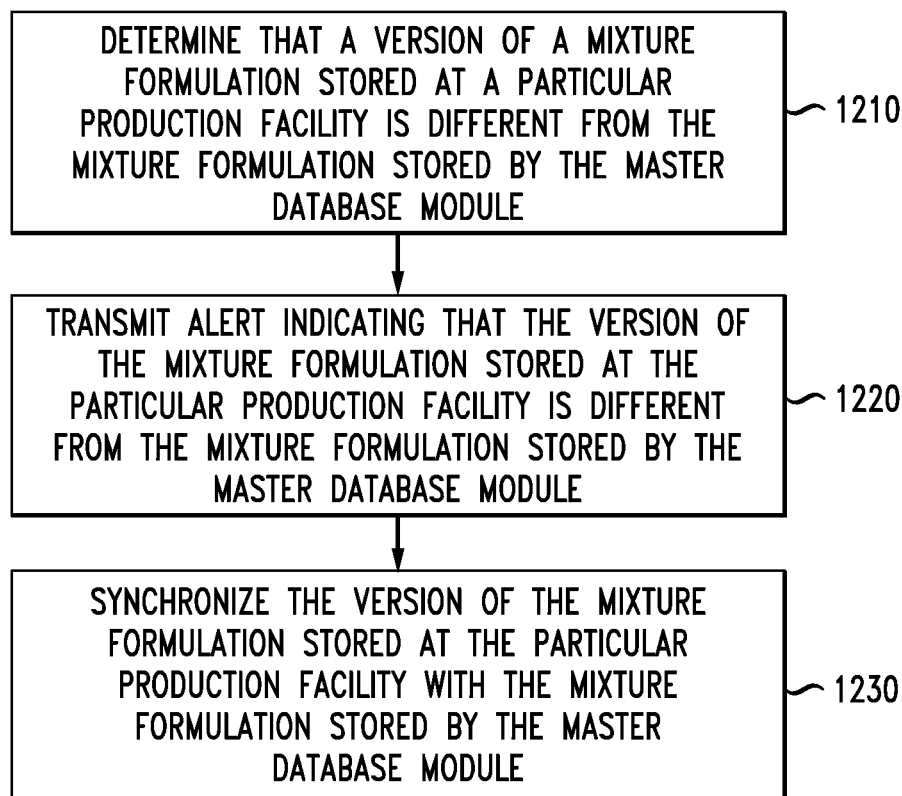 DETERMINE THAT A VERSION OF A MIXTURE
FORMULATION STORED AT A PARTICULAR
PRODUCTION FACILITY IS DIFFERENT FROM THE
MIXTURE FORMULATION STORED BY THE MASTER
DATABASE MODULE
1210
TRANSMIT ALERT INDICATING THAT THE VERSION OF
THE MIXTURE FORMULATION STORED AT THE
PARTICULAR PRODUCTION FACILITY IS DIFFERENT
FROM THE MIXTURE FORMULATION STORED BY THE
MASTER DATABASE MODULE
1220
SYNCHRONIZE THE VERSION OF THE MIXTURE
FORMULATION STORED AT THE PARTICULAR
PRODUCTION FACILITY WITH THE MIXTURE
FORMULATION STORED BY THE MASTER
DATABASE MODULE
1230